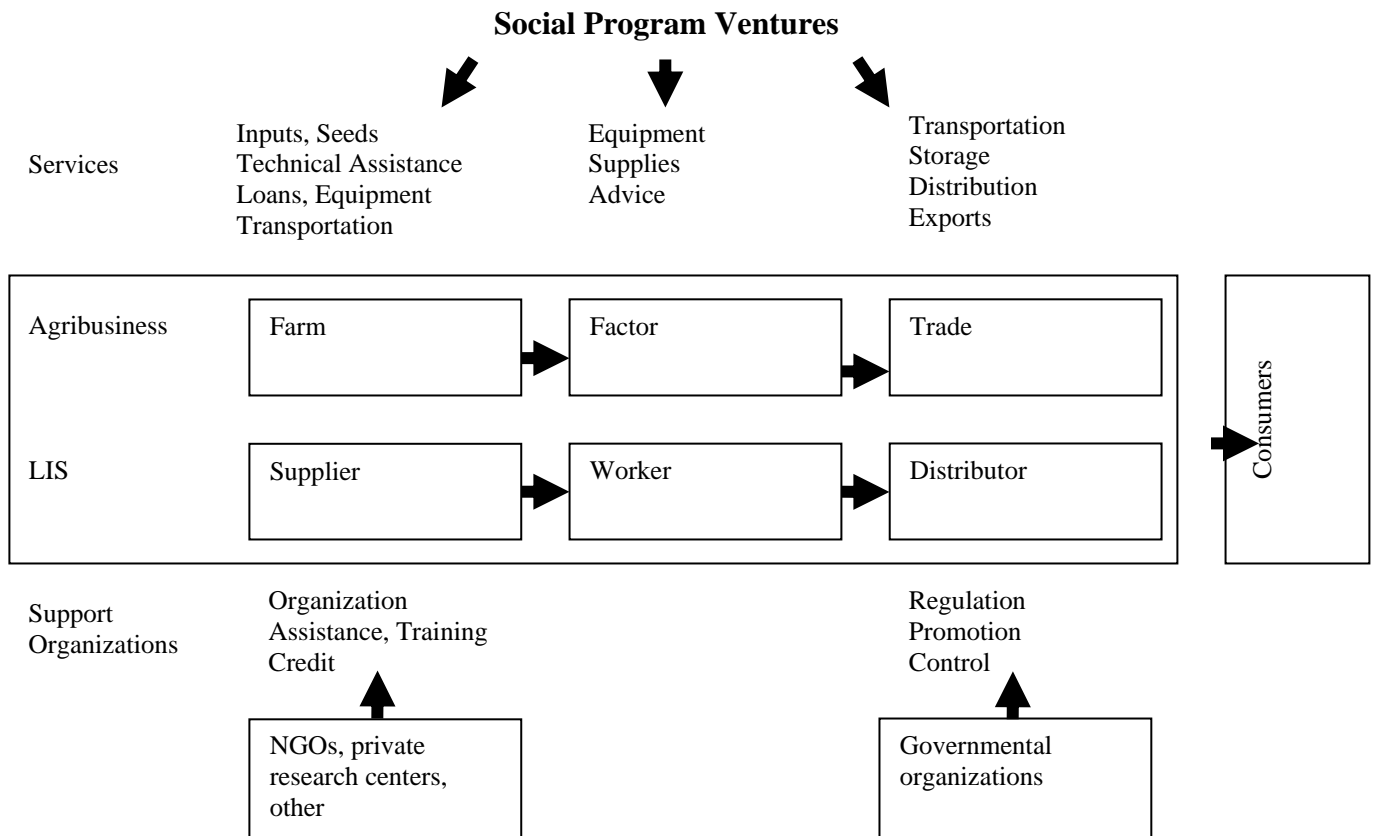 Social Program Ventures
Services
Inputs, Seeds
Technical Assistance
Loans, Equipment
Transportation
Equipment
Supplies
Advice
Transportation
Storage
Distribution
Exports
Agribusiness
Farm
Factor
Trade
LIS
Supplier
Worker
Distributor
Consumers
Support
Organizations
Organization
Assistance, Training
Credit
Regulation
Promotion
Control
NGOs, private
research centers,
other
Governmental
organizations